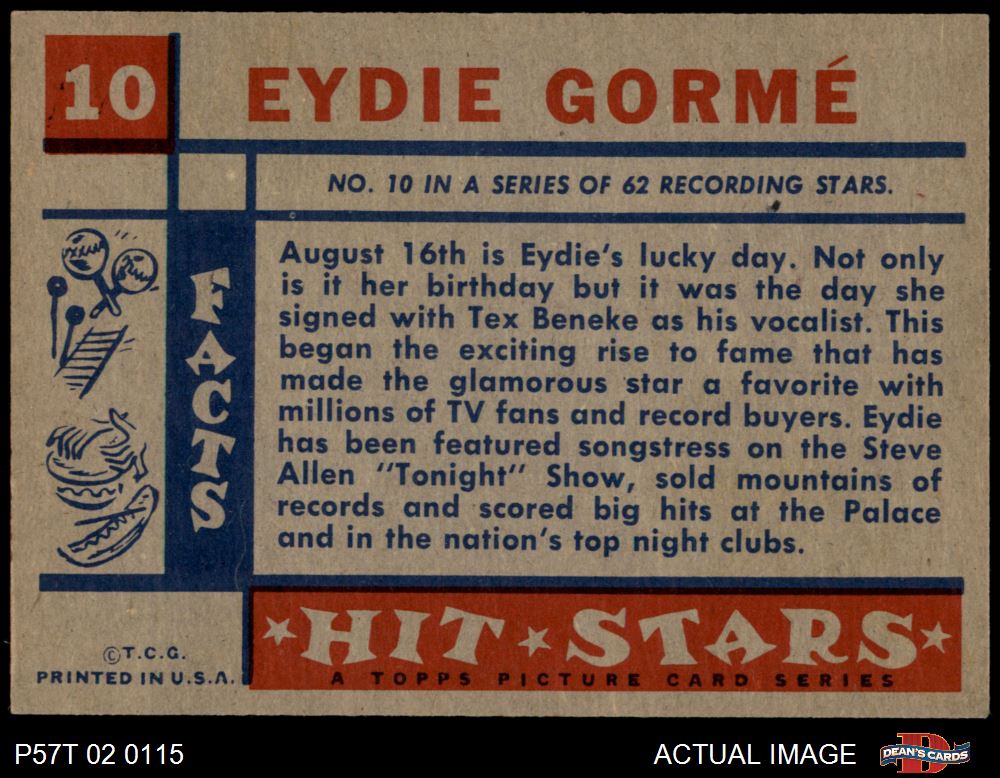 10
EYDIE GORMÉ
NO. 10 IN A SERIES OF 62 RECORDING STARS.
FACTS
August 16th is Eydie's lucky day. Not only
is it her birthday but it was the day she
signed with Tex Beneke as his vocalist. This
began the exciting rise to fame that has
made the glamorous star a favorite with
millions of TV fans and record buyers. Eydie
has been featured songstress on the Steve
Allen "Tonight" Show, sold mountains of
records and scored big hits at the Palace
and in the nation's top night clubs.
©T.C.G.
PRINTED IN U.S.A.
HIT STARS
A TOPPS PICTURE CARD SERIES
P57T 02 0115
ACTUAL IMAGE
D
DEAN'S CARDS